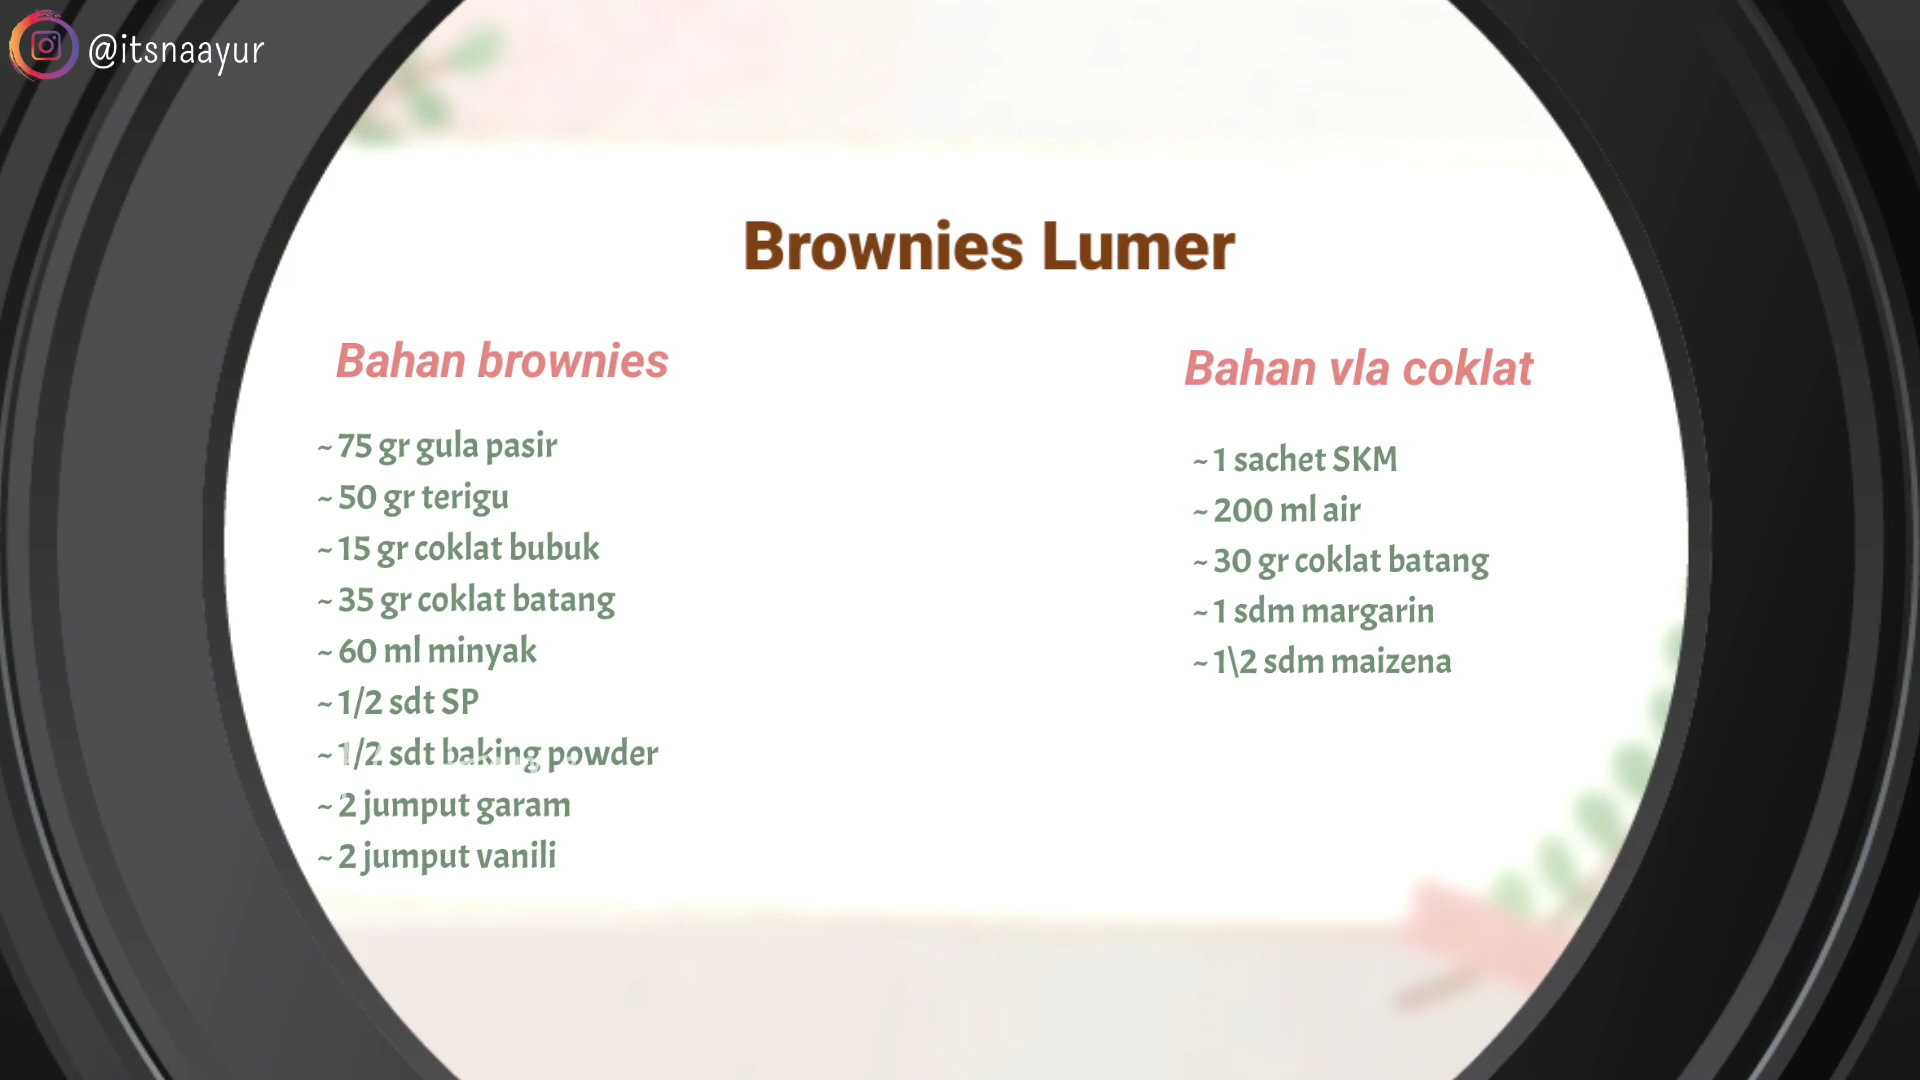 @itsnaayur
Brownies Lumer
Bahan brownies
~ 75 gr gula pasir
~ 50 gr terigu
~ 15 gr coklat bubuk
~ 35 gr coklat batang
~ 60 ml minyak
~ 1/2 sdt SP
~ 1/2 sdt baking powder
~ 2 jumput garam
~ 2 jumput vanili
Bahan vla coklat
~ 1 sachet SKM
~ 200 ml air
~ 30 gr coklat batang
~ 1 sdm margarin
~ 1\2 sdm maizena